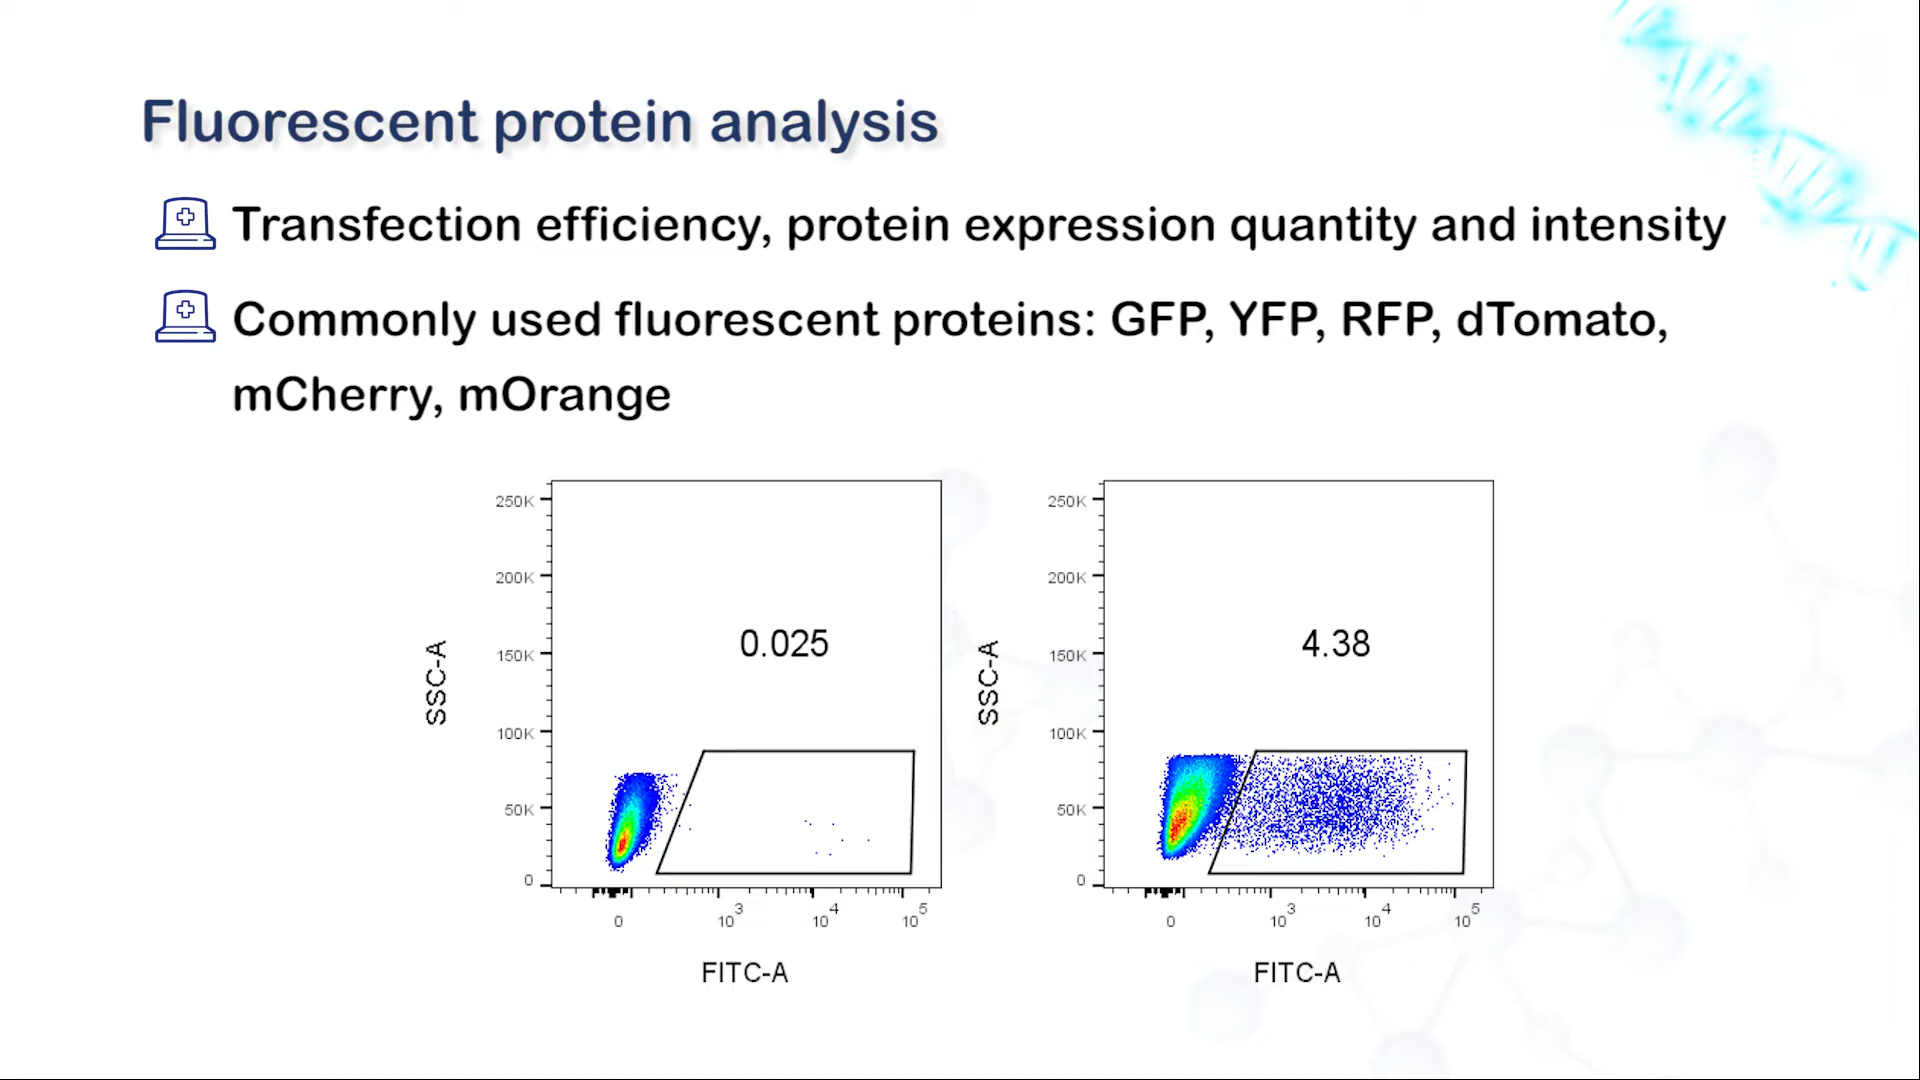 Fluorescent protein analysis
Transfection efficiency, protein expression quantity and intensity
Commonly used fluorescent proteins: GFP, YFP, RFP, dTomato,
mCherry, mOrange
250K
200K
150K
100K
50K
0
SSC-A
0.025
0
10^3
10^4
10^5
FITC-A
250K
200K
150K
100K
50K
0
SSC-A
4.38
0
10^3
10^4
10^5
FITC-A